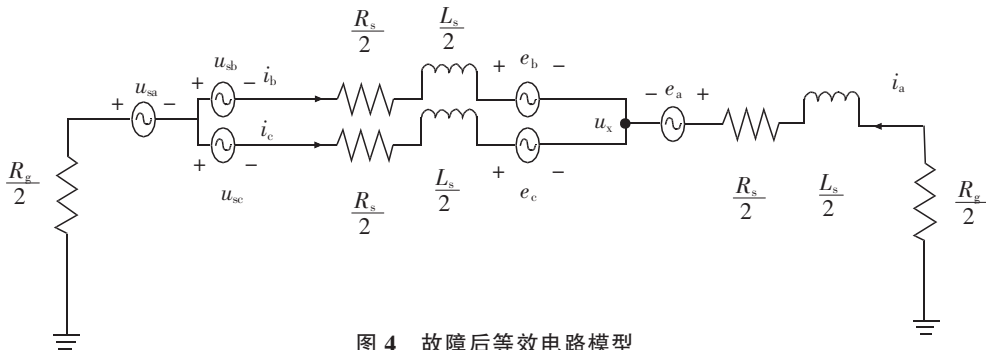 R_s/2 L_s/2
+ u_sa −
+ u_sb − i_b
+ e_b −
− e_a +
i_a
+ u_sc − i_c
+ e_c −
u_x
R_g/2
R_s/2 L_s/2
R_s/2 L_s/2
R_g/2
图 4 故障后等效电路模型